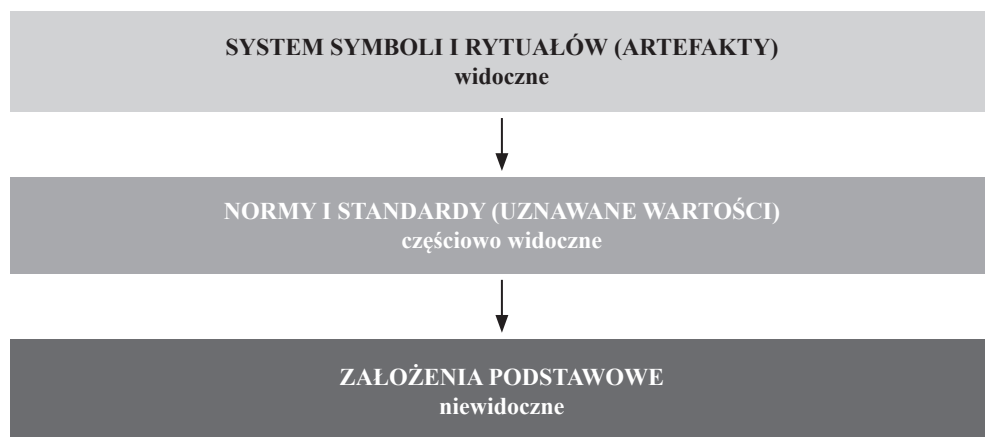 SYSTEM SYMBOLI I RYTUAŁÓW (ARTEFAKTY)
widoczne
NORMY I STANDARDY (UZNAWANE WARTOŚCI)
częściowo widoczne
ZAŁOŻENIA PODSTAWOWE
niewidoczne